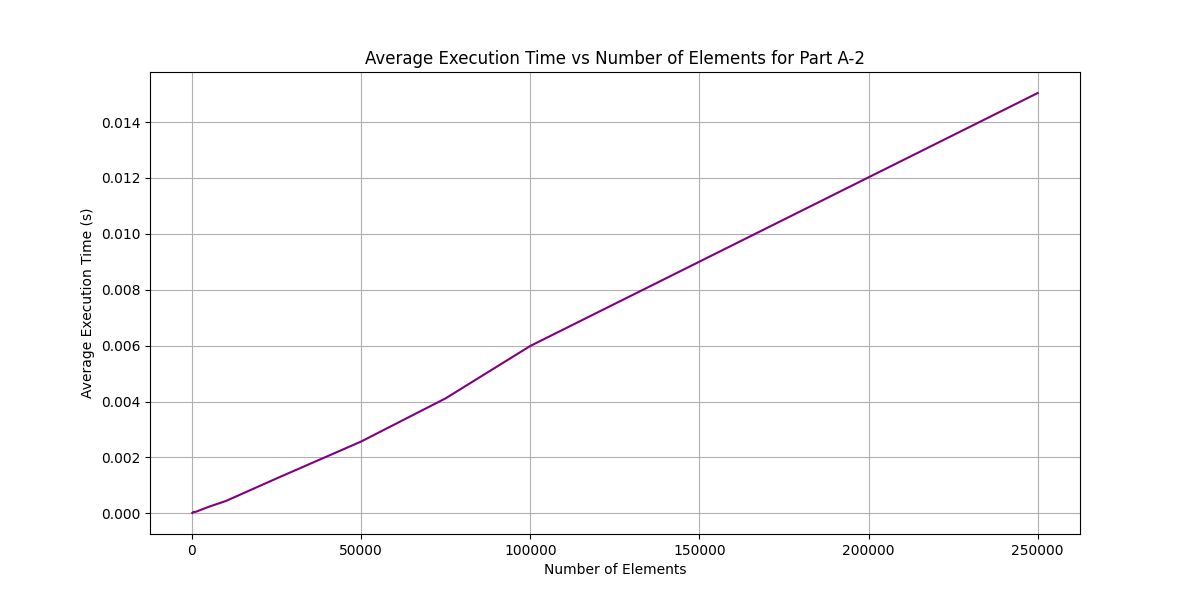 Average Execution Time vs Number of Elements for Part A-2
Average Execution Time (s)
0.014
0.012
0.010
0.008
0.006
0.004
0.002
0.000
0 50000 100000 150000 200000 250000
Number of Elements